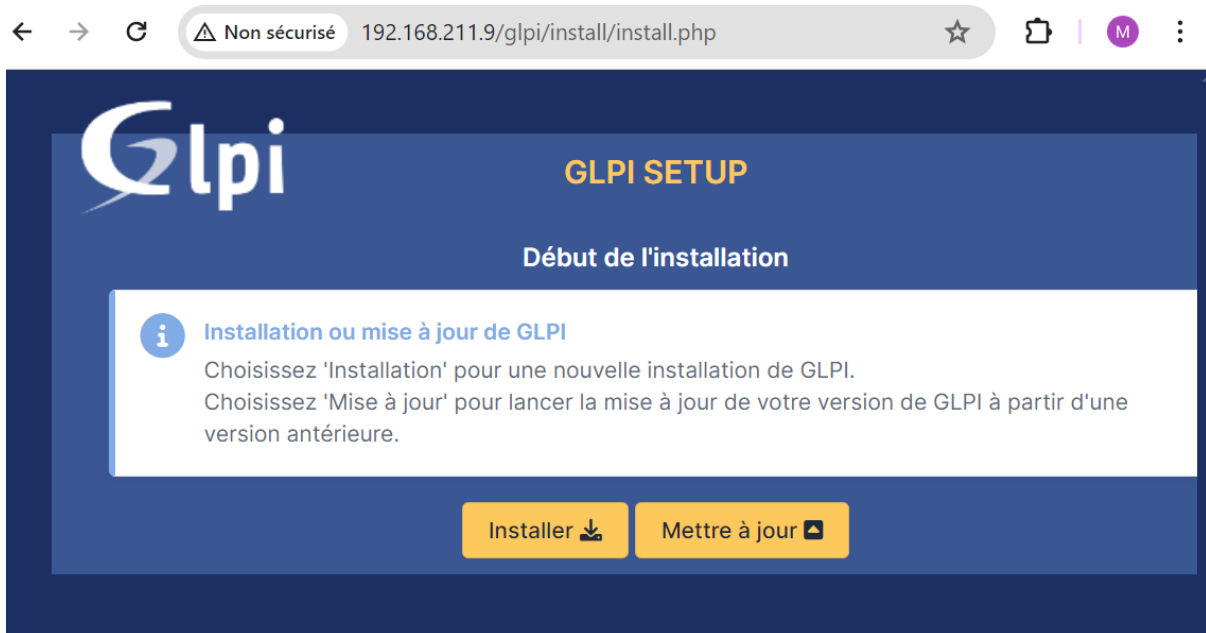 Non sécurisé 192.168.211.9/glpi/install/install.php M
Glpi
GLPI SETUP
Début de l'installation
Installation ou mise à jour de GLPI
Choisissez 'Installation' pour une nouvelle installation de GLPI.
Choisissez 'Mise à jour' pour lancer la mise à jour de votre version de GLPI à partir d'une
version antérieure.
Installer Mettre à jour